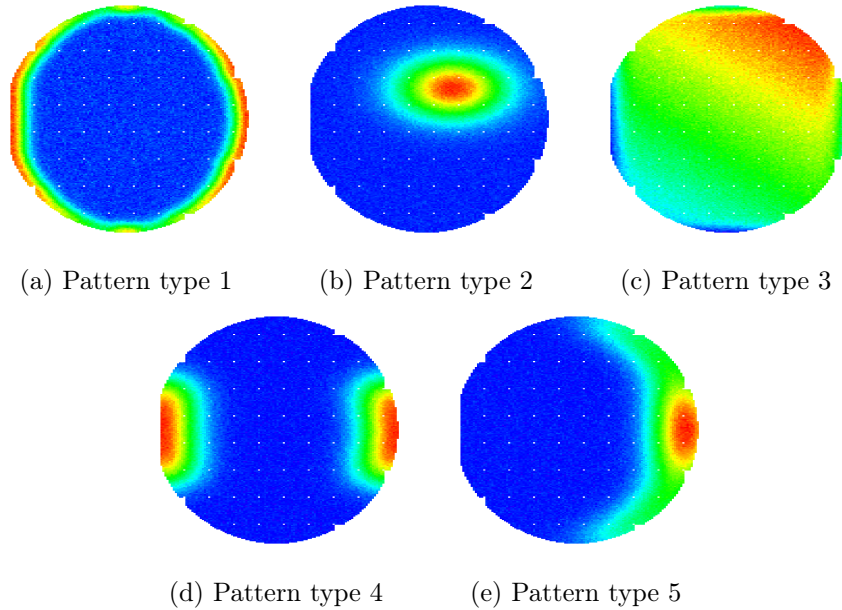 (a) Pattern type 1
(b) Pattern type 2
(c) Pattern type 3
(d) Pattern type 4
(e) Pattern type 5